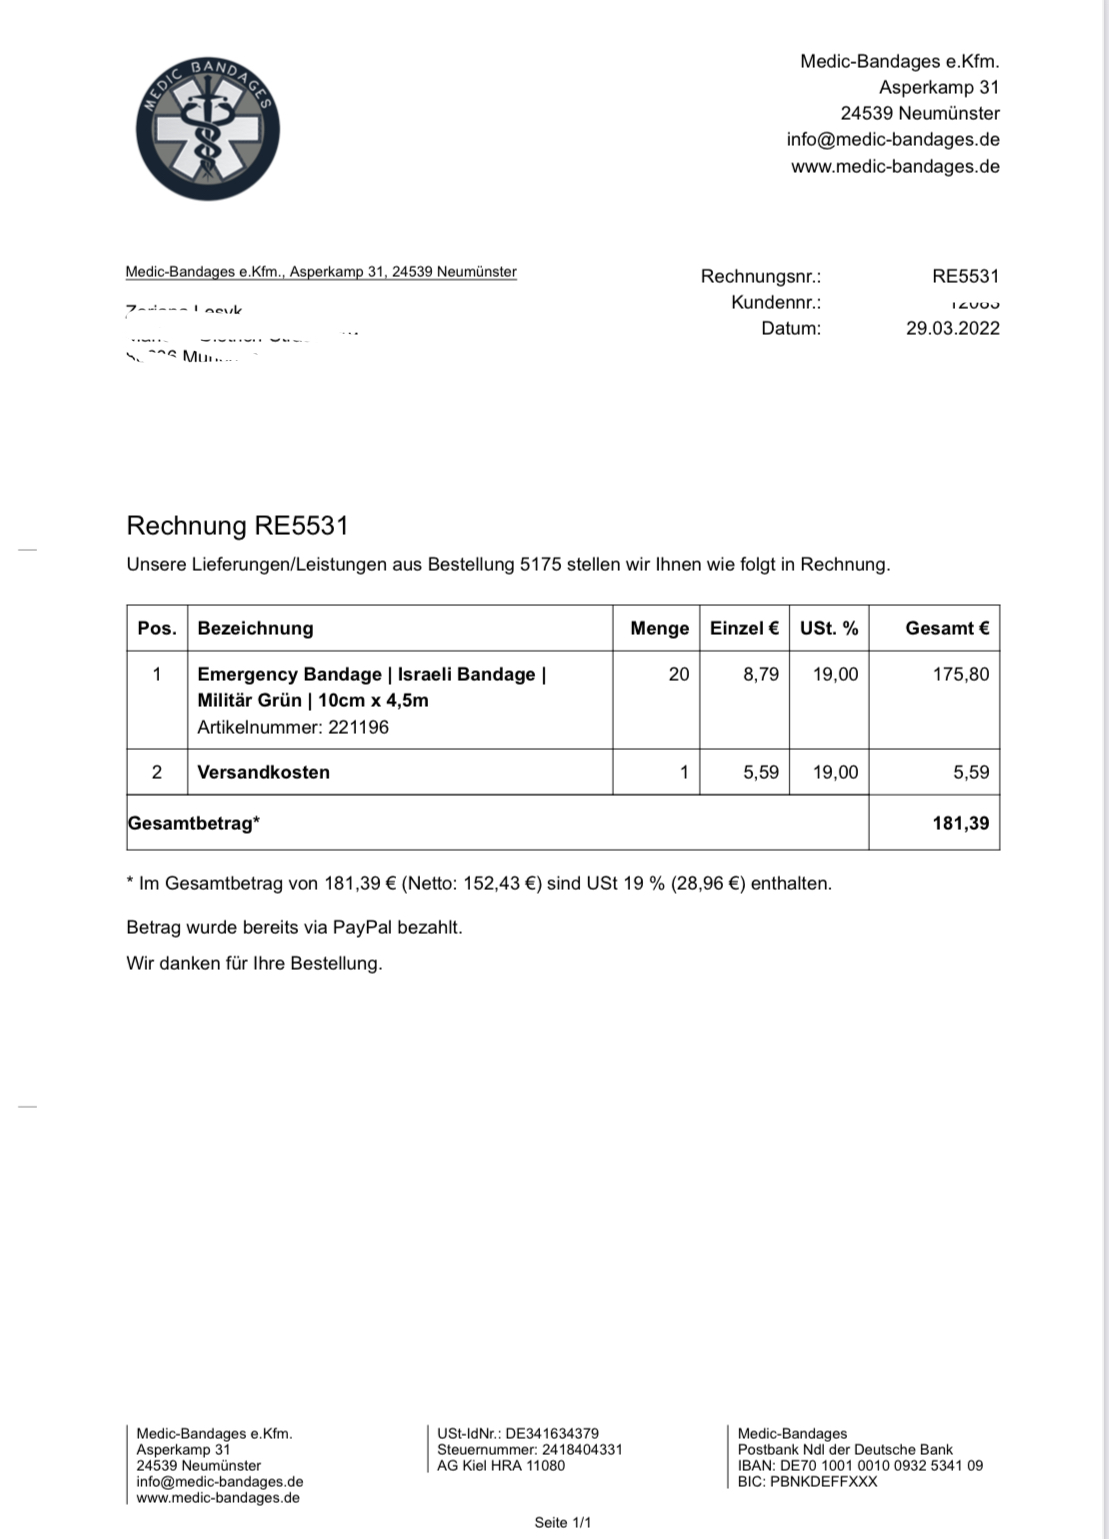 MEDIC BANDAGES
Medic-Bandages e.Kfm.
Asperkamp 31
24539 Neumünster
info@medic-bandages.de
www.medic-bandages.de
Medic-Bandages e.Kfm., Asperkamp 31, 24539 Neumünster
Rechnungsnr.: RE5531
Kundennr.:
Datum: 29.03.2022
Rechnung RE5531
Unsere Lieferungen/Leistungen aus Bestellung 5175 stellen wir Ihnen wie folgt in Rechnung.
Pos. Bezeichnung Menge Einzel € USt. % Gesamt €
1 Emergency Bandage | Israeli Bandage | 20 8,79 19,00 175,80
Militär Grün | 10cm x 4,5m
Artikelnummer: 221196
2 Versandkosten 1 5,59 19,00 5,59
Gesamtbetrag* 181,39
* Im Gesamtbetrag von 181,39 € (Netto: 152,43 €) sind USt 19 % (28,96 €) enthalten.
Betrag wurde bereits via PayPal bezahlt.
Wir danken für Ihre Bestellung.
Medic-Bandages e.Kfm.
Asperkamp 31
24539 Neumünster
info@medic-bandages.de
www.medic-bandages.de
USt-IdNr.: DE341634379
Steuernummer: 2418404331
AG Kiel HRA 11080
Medic-Bandages
Postbank Ndl der Deutsche Bank
IBAN: DE70 1001 0010 0932 5341 09
BIC: PBNKDEFFXXX
Seite 1/1